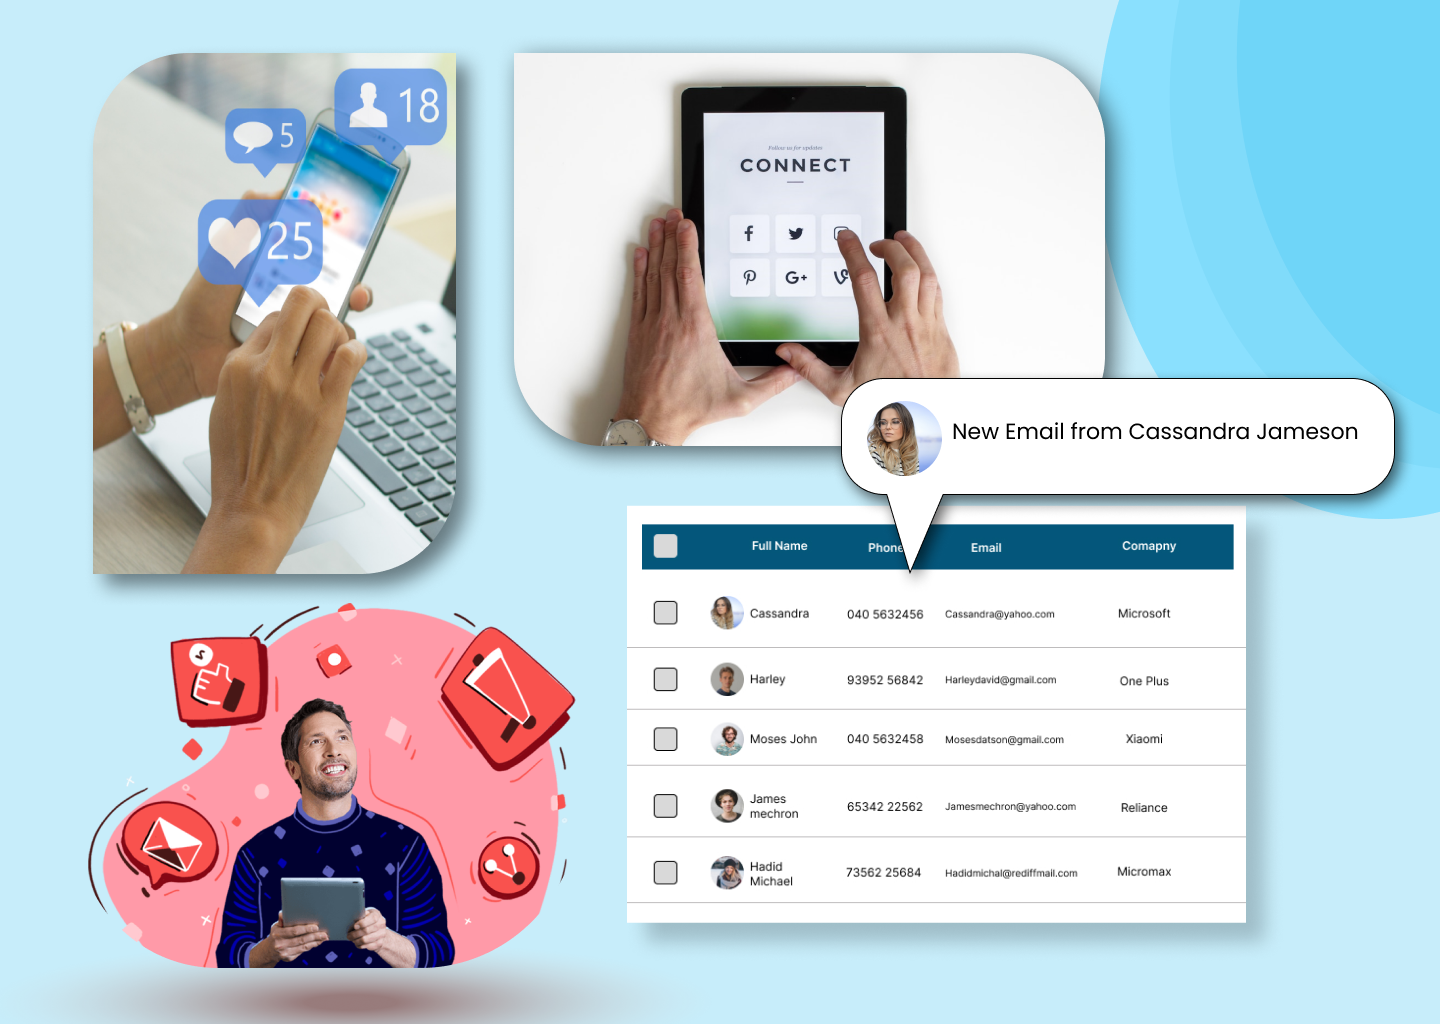 18
5
25
Follow us for updates
CONNECT
f
G+
New Email from Cassandra Jameson
Full Name Phone Email Comapny
Cassandra 040 5632456 Cassandra@yahoo.com Microsoft
Harley 93952 56842 Harleydavid@gmail.com One Plus
Moses John 040 5632458 Mosesdatson@gmail.com Xiaomi
James
mechron 65342 22562 Jamesmechron@yahoo.com Reliance
Hadid
Michael 73562 25684 Hadidmichal@rediffmail.com Micromax